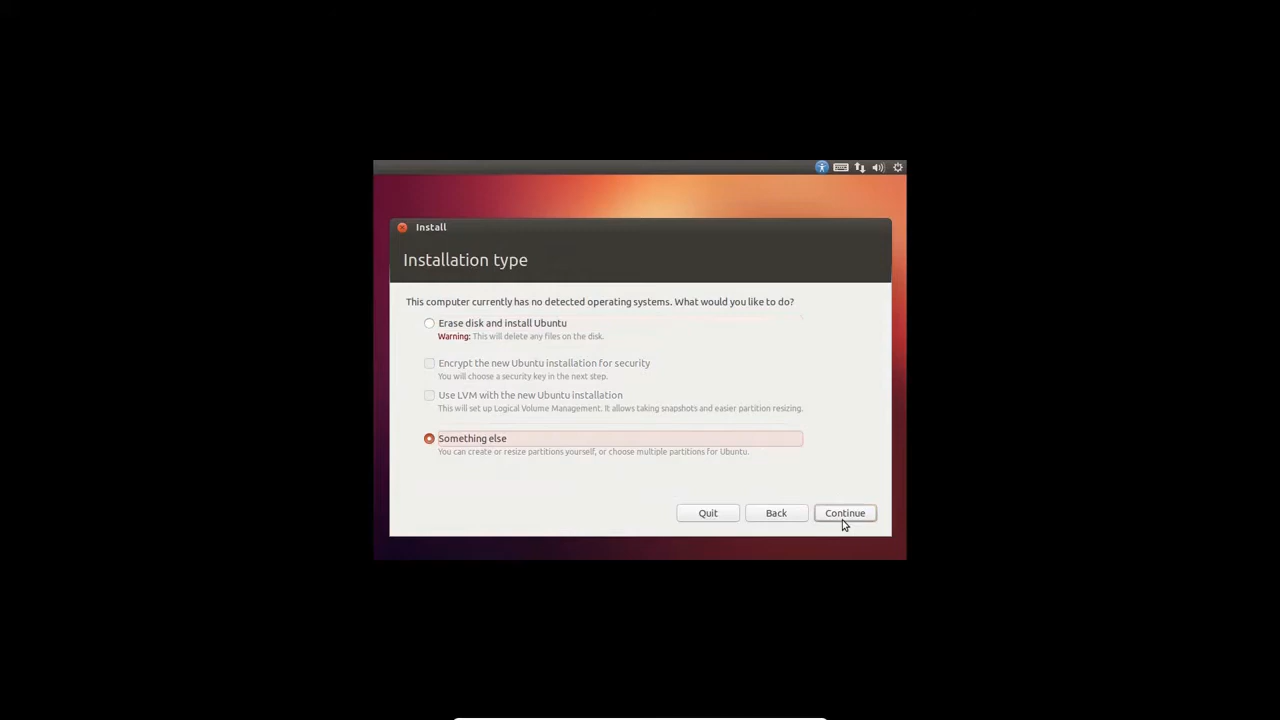 Install
Installation type
This computer currently has no detected operating systems. What would you like to do?
Erase disk and install Ubuntu
Warning: This will delete any files on the disk.
Encrypt the new Ubuntu installation for security
You will choose a security key in the next step.
Use LVM with the new Ubuntu installation
This will set up Logical Volume Management. It allows taking snapshots and easier partition resizing.
Something else
You can create or resize partitions yourself, or choose multiple partitions for Ubuntu.
Quit Back Continue